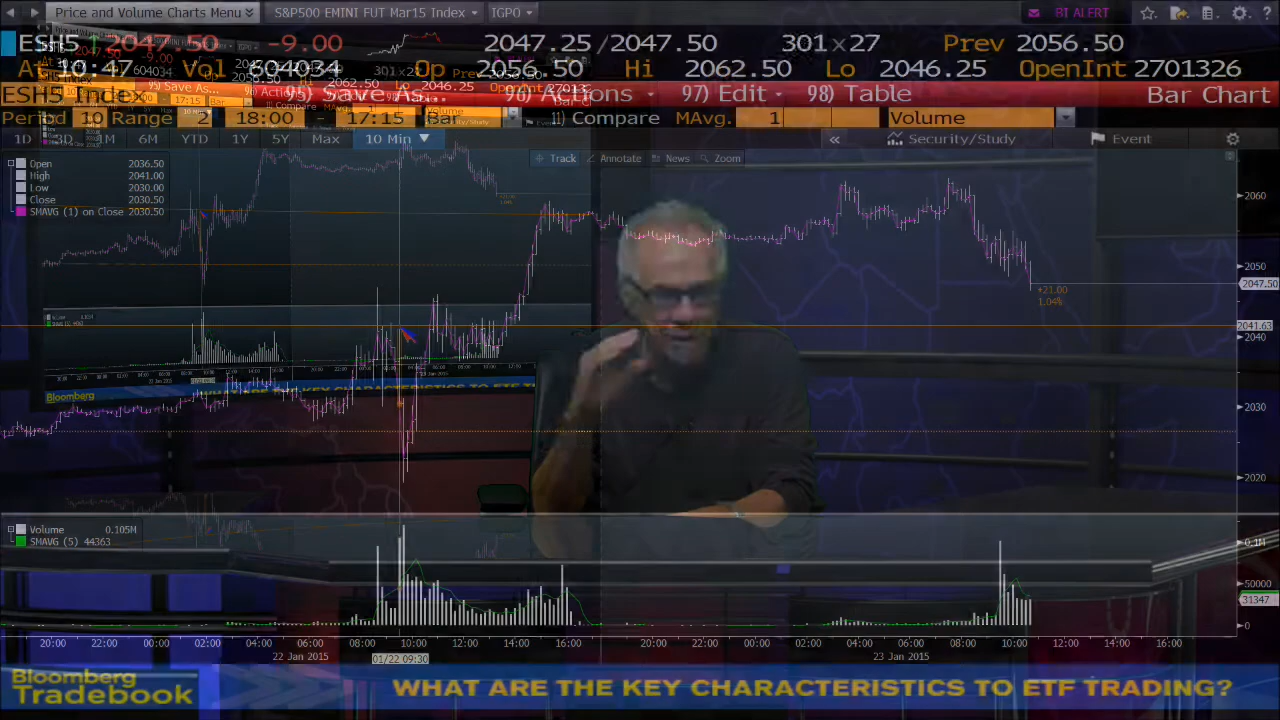 Price and Volume Charts Menu S&P500 EMINI FUT Mar15 Index IGPO BI ALERT
ESH5 2047.50 -9.00 2047.25/2047.50 301x27 Prev 2056.50
At 10:47 Vol 604034 Op 2056.50 Hi 2062.50 Lo 2046.25 OpenInt 2701326
ESH5 Index 95) Save As... 96) Actions 97) Edit 98) Table Bar Chart
Period 10 Range 2 18:00 - 17:15 11) Compare MAvg. 1 Volume
1D 3D 6M YTD 1Y 5Y Max 10 Min « Security/Study Event
Track Annotate News Zoom
Open 2036.50
High 2041.00
Low 2030.00
Close 2030.50
SMAVG (1) on Close 2030.50
2060
2050
2047.50
+21.00
1.04%
2041.63
2040
2030
2020
Volume 0.105M
SMAVG (5) 44363
0.1M
50000
31347
0
20:00 22:00 00:00 02:00 04:00 06:00 08:00 10:00 12:00 14:00 16:00 20:00 22:00 00:00 02:00 04:00 06:00 08:00 10:00 12:00 14:00 16:00
22 Jan 2015 01/22 09:30 23 Jan 2015
Bloomberg
Tradebook
WHAT ARE THE KEY CHARACTERISTICS TO ETF TRADING?